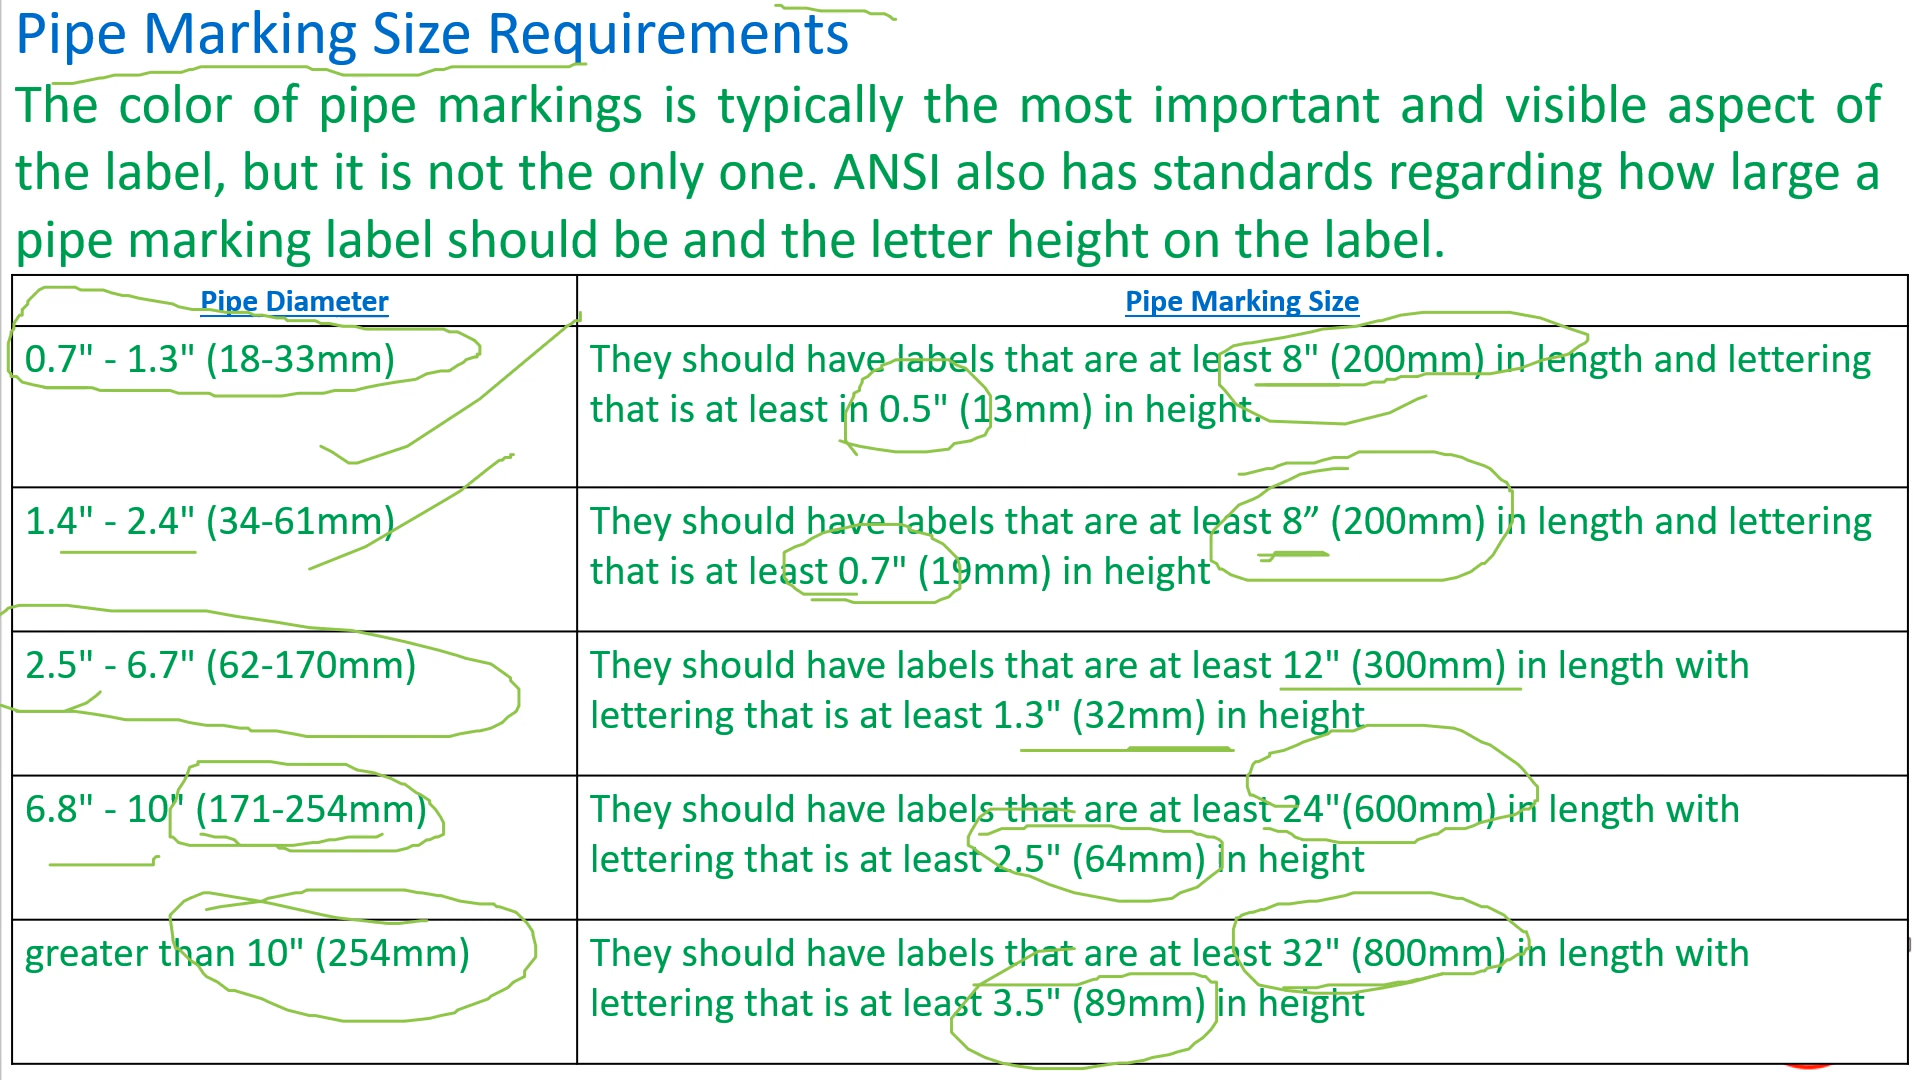 Pipe Marking Size Requirements
The color of pipe markings is typically the most important and visible aspect of
the label, but it is not the only one. ANSI also has standards regarding how large a
pipe marking label should be and the letter height on the label.
Pipe Diameter
Pipe Marking Size
0.7" - 1.3" (18-33mm)
They should have labels that are at least 8" (200mm) in length and lettering
that is at least in 0.5" (13mm) in height.
1.4" - 2.4" (34-61mm)
They should have labels that are at least 8” (200mm) in length and lettering
that is at least 0.7" (19mm) in height
2.5" - 6.7" (62-170mm)
They should have labels that are at least 12" (300mm) in length with
lettering that is at least 1.3" (32mm) in height
6.8" - 10" (171-254mm)
They should have labels that are at least 24"(600mm) in length with
lettering that is at least 2.5" (64mm) in height
greater than 10" (254mm)
They should have labels that are at least 32" (800mm) in length with
lettering that is at least 3.5" (89mm) in height